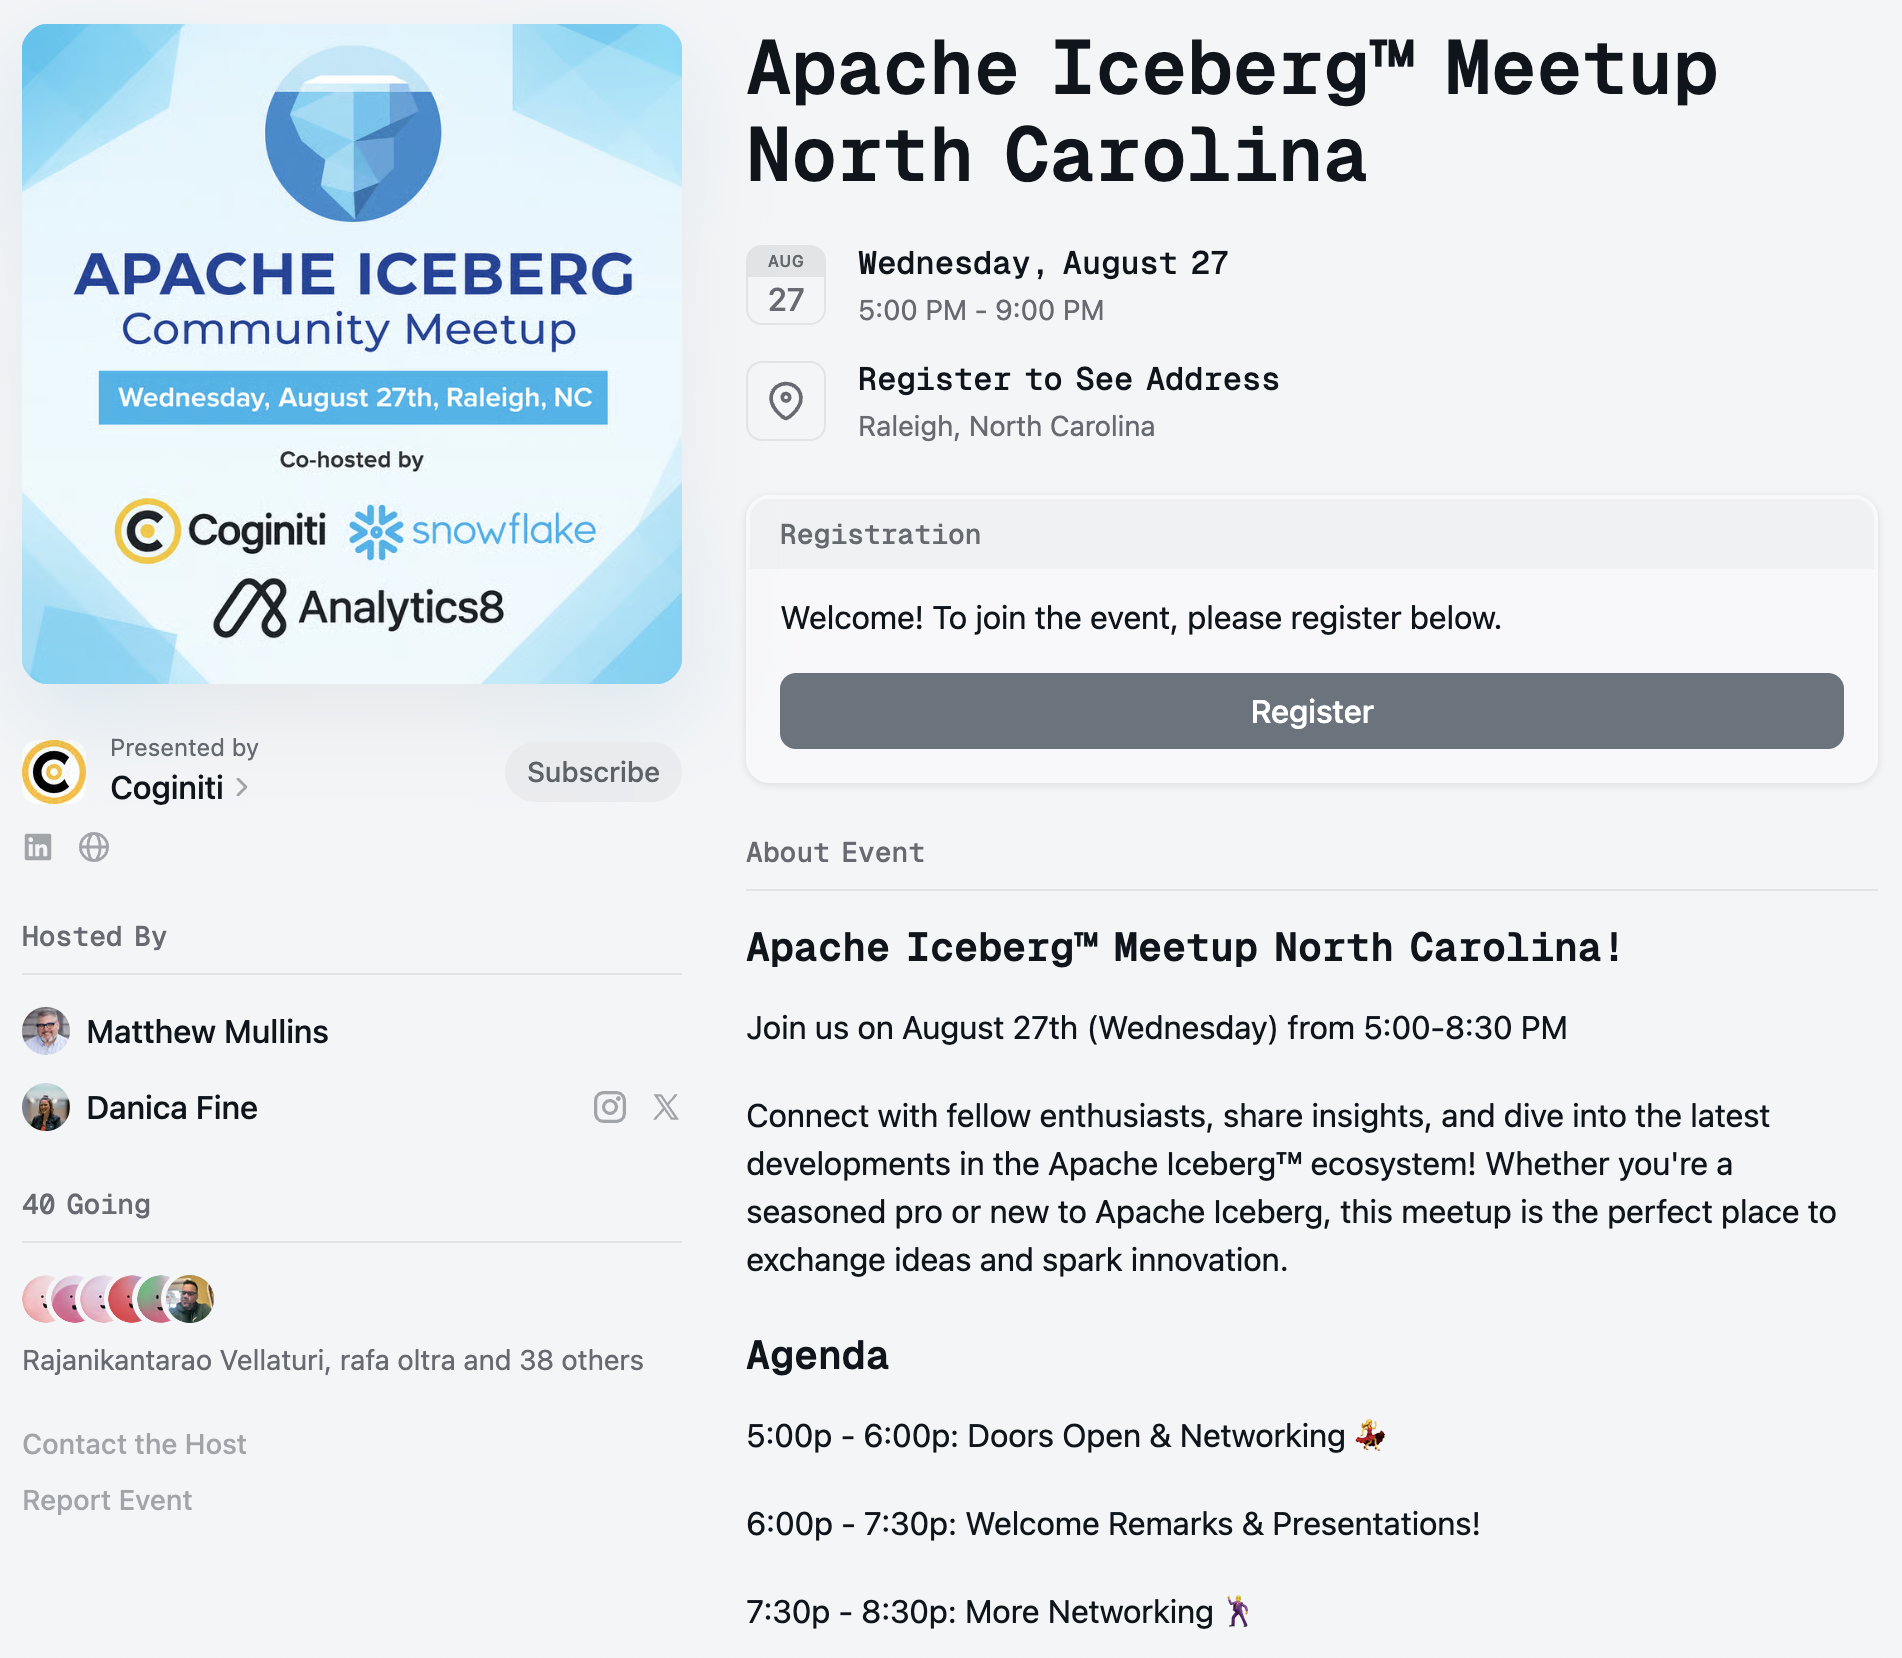 APACHE ICEBERG
Community Meetup
Wednesday, August 27th, Raleigh, NC
Co-hosted by
Coginiti snowflake
Analytics8
Presented by
Coginiti
Subscribe
Hosted By
Matthew Mullins
Danica Fine
40 Going
Rajanikantarao Vellaturi, rafa oltra and 38 others
Contact the Host
Report Event
Apache Iceberg™ Meetup
North Carolina
AUG
27
Wednesday, August 27
5:00 PM - 9:00 PM
Register to See Address
Raleigh, North Carolina
Registration
Welcome! To join the event, please register below.
Register
About Event
Apache Iceberg™ Meetup North Carolina!
Join us on August 27th (Wednesday) from 5:00-8:30 PM
Connect with fellow enthusiasts, share insights, and dive into the latest
developments in the Apache Iceberg™ ecosystem! Whether you're a
seasoned pro or new to Apache Iceberg, this meetup is the perfect place to
exchange ideas and spark innovation.
Agenda
5:00p - 6:00p: Doors Open & Networking 💃
6:00p - 7:30p: Welcome Remarks & Presentations!
7:30p - 8:30p: More Networking 🕺